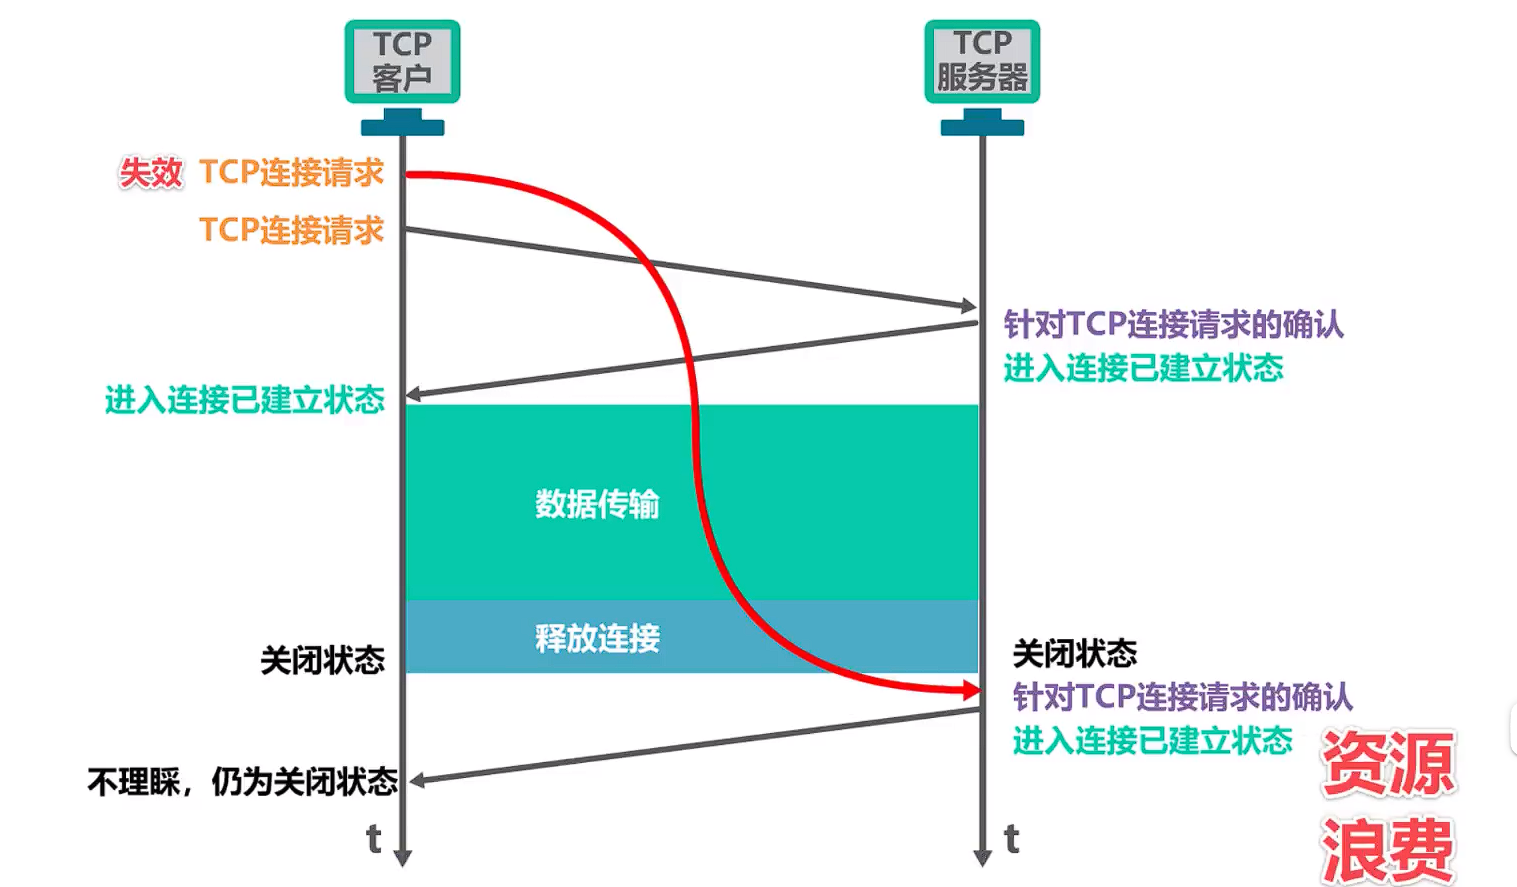 TCP
客户
TCP
服务器
失效 TCP连接请求
TCP连接请求
针对TCP连接请求的确认
进入连接已建立状态
进入连接已建立状态
数据传输
释放连接
关闭状态
关闭状态
针对TCP连接请求的确认
进入连接已建立状态
不理睬，仍为关闭状态
资源
浪费
t
t